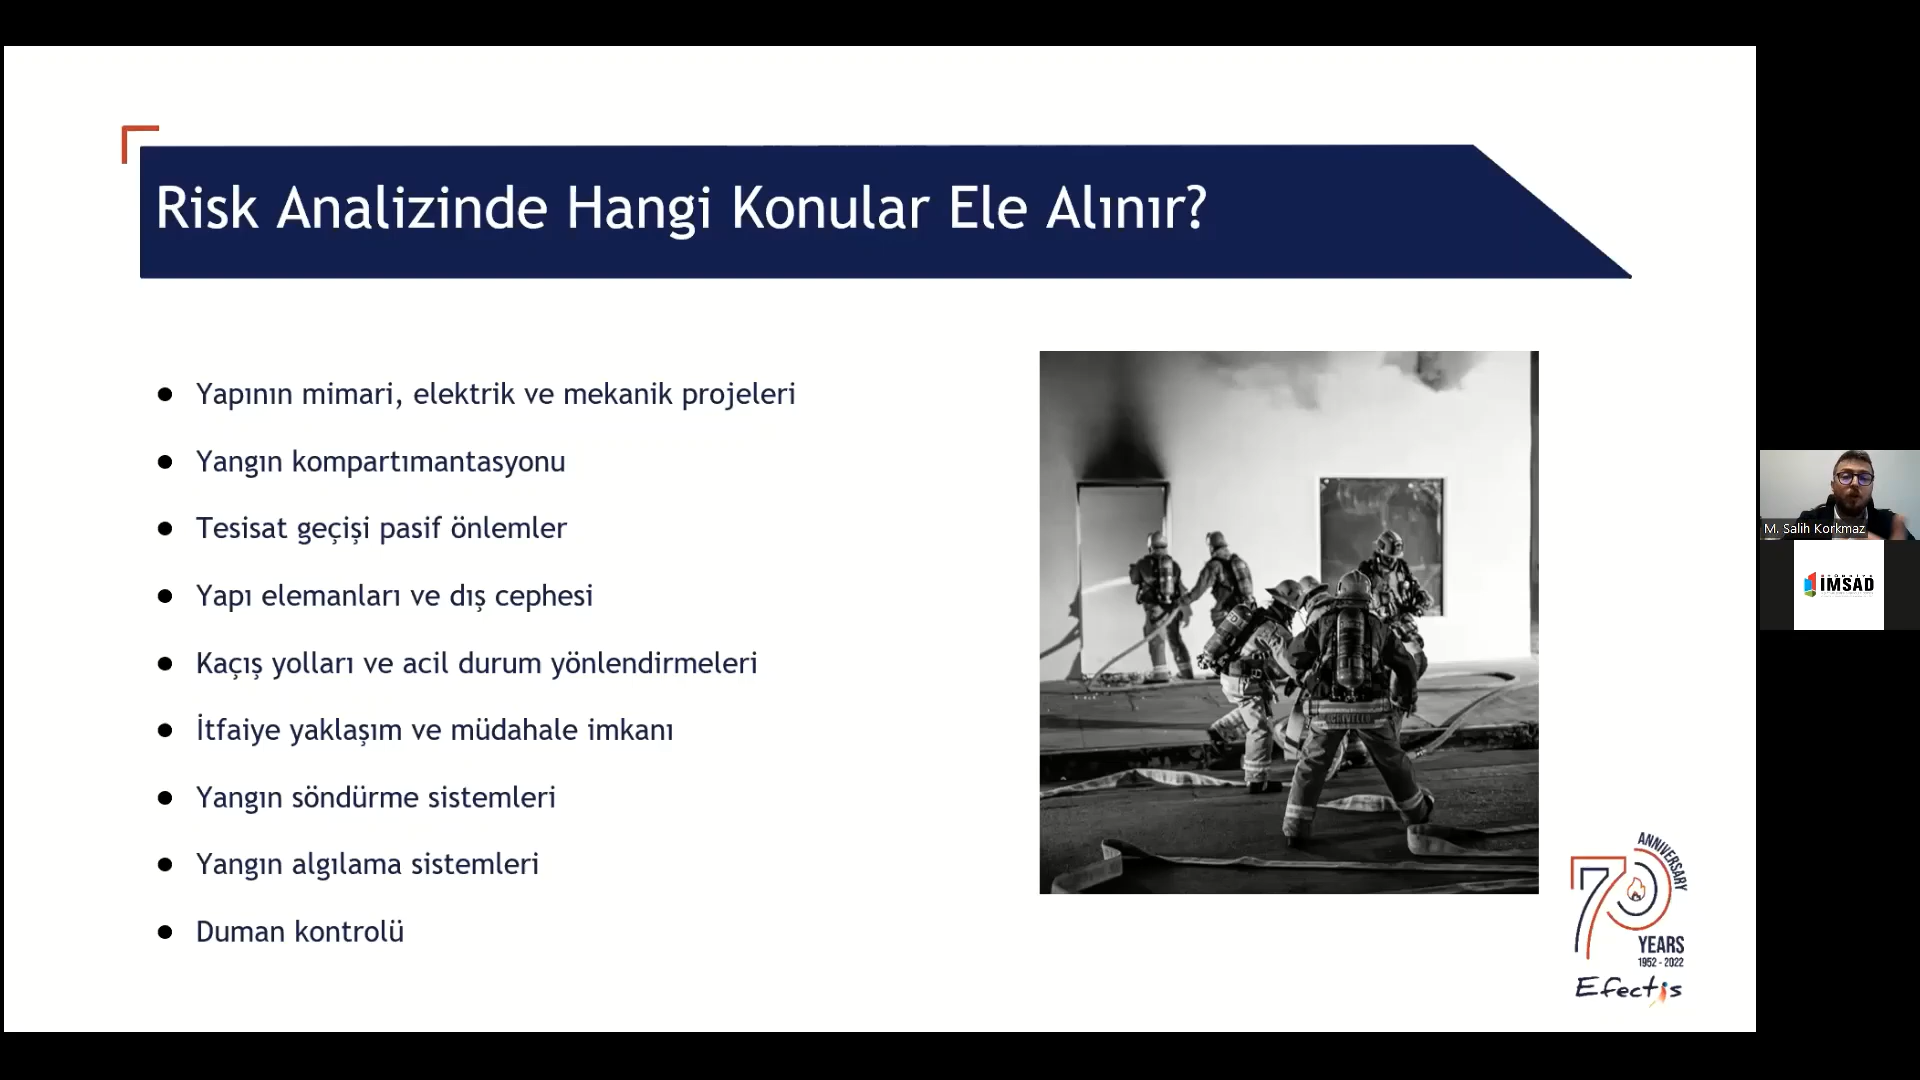 Risk Analizinde Hangi Konular Ele Alınır?
Yapının mimari, elektrik ve mekanik projeleri
Yangın kompartımantasyonu
Tesisat geçişi pasif önlemler
Yapı elemanları ve dış cephesi
Kaçış yolları ve acil durum yönlendirmeleri
İtfaiye yaklaşım ve müdahale imkanı
Yangın söndürme sistemleri
Yangın algılama sistemleri
Duman kontrolü
70
ANNIVERSARY
YEARS
1952 - 2022
Efectis
M. Salih Korkmaz
İMSAD